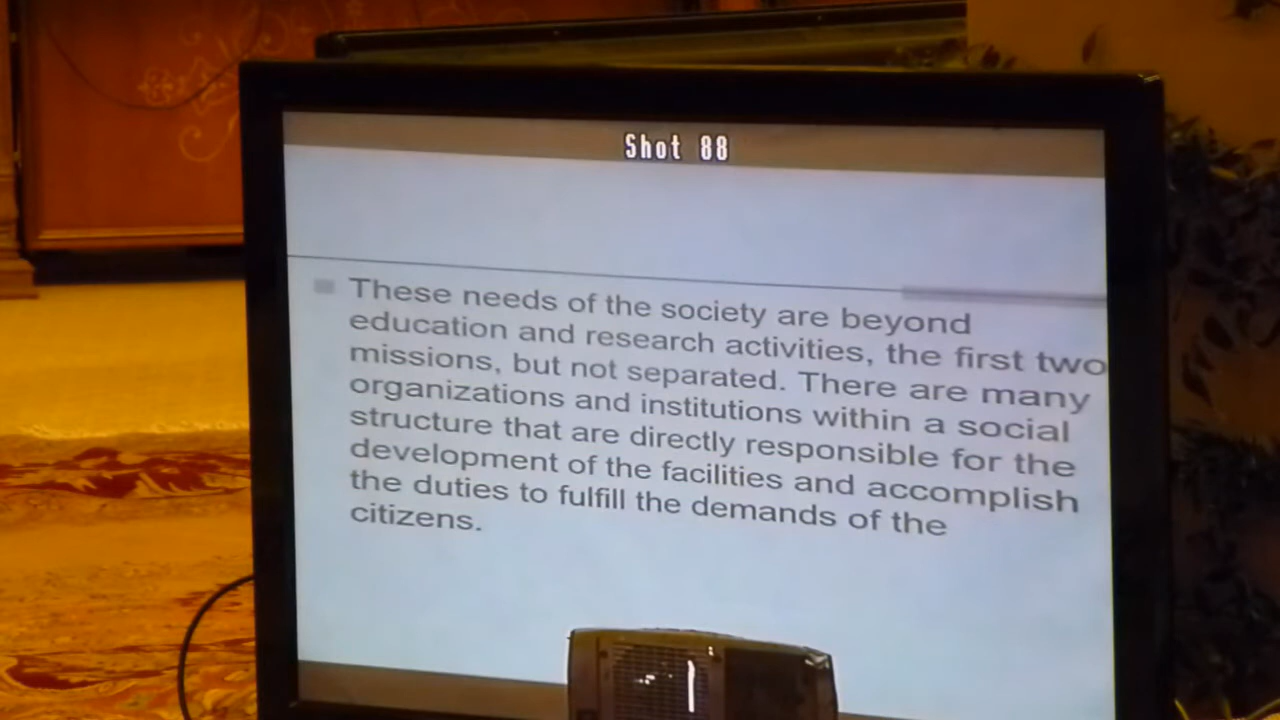 Shot 88
These needs of the society are beyond
education and research activities, the first two
missions, but not separated. There are many
organizations and institutions within a social
structure that are directly responsible for the
development of the facilities and accomplish
the duties to fulfill the demands of the
citizens.